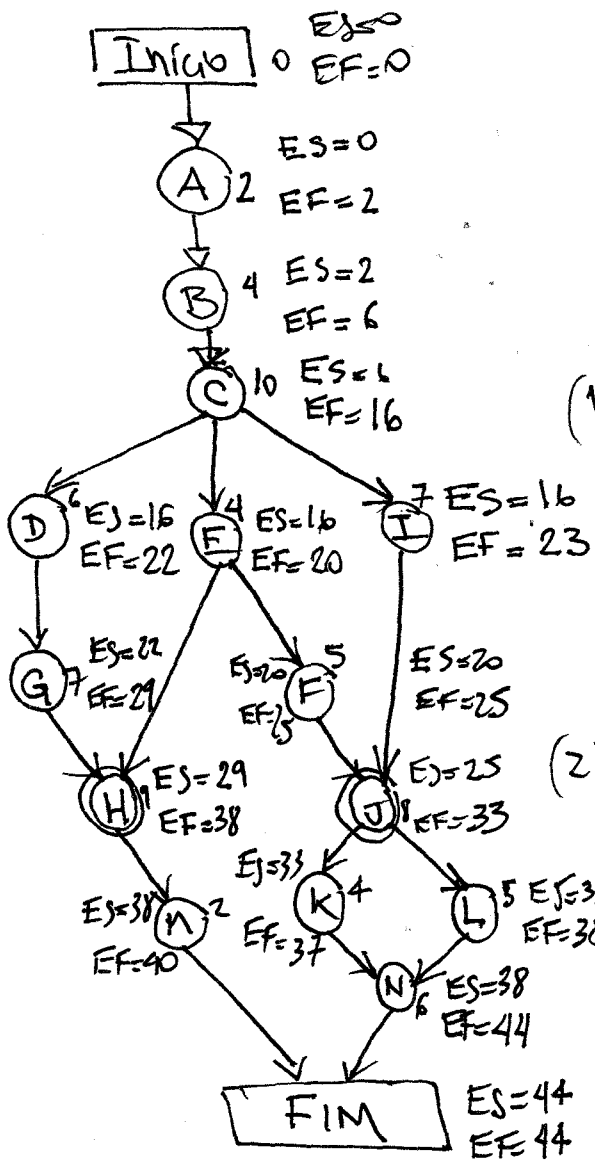 ES=0
Início 0 EF=0
ES=0
A 2 EF=2
B 4 ES=2
EF=6
C 10 ES=6
EF=16
(1
D 6 ES=16 E 4 ES=16 I 7 ES=16
EF=22 EF=20 EF=23
G 7 ES=22 ES=20 F 5 ES=20
EF=29 EF=25 EF=25
(2
H 9 ES=29 J 8 ES=25
EF=38 EF=33
ES=33 K 4 L 5 ES=3
ES=38 M 2 EF=37 EF=38
EF=40
N 6 ES=38
EF=44
FIM ES=44
EF=44